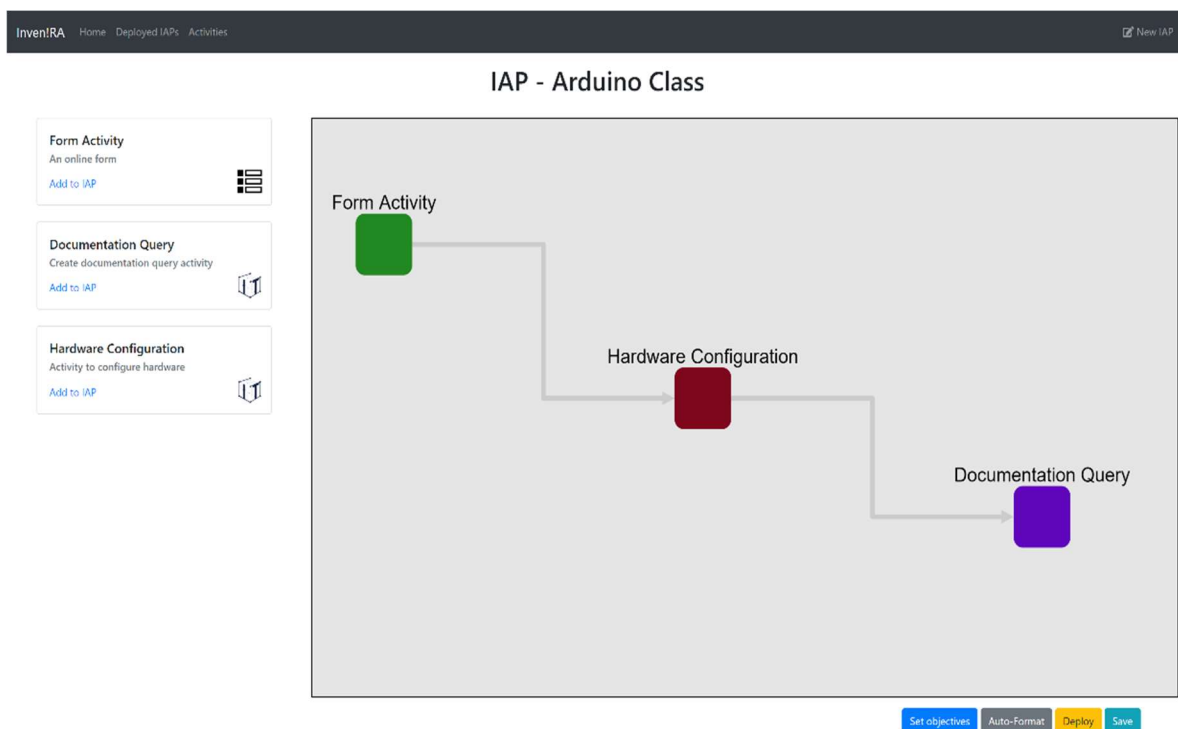 Inven!RA Home Deployed IAPs Activities New IAP
IAP - Arduino Class
Form Activity
An online form
Add to IAP
Documentation Query
Create documentation query activity
Add to IAP
Hardware Configuration
Activity to configure hardware
Add to IAP
Form Activity
Hardware Configuration
Documentation Query
Set objectives Auto-Format Deploy Save